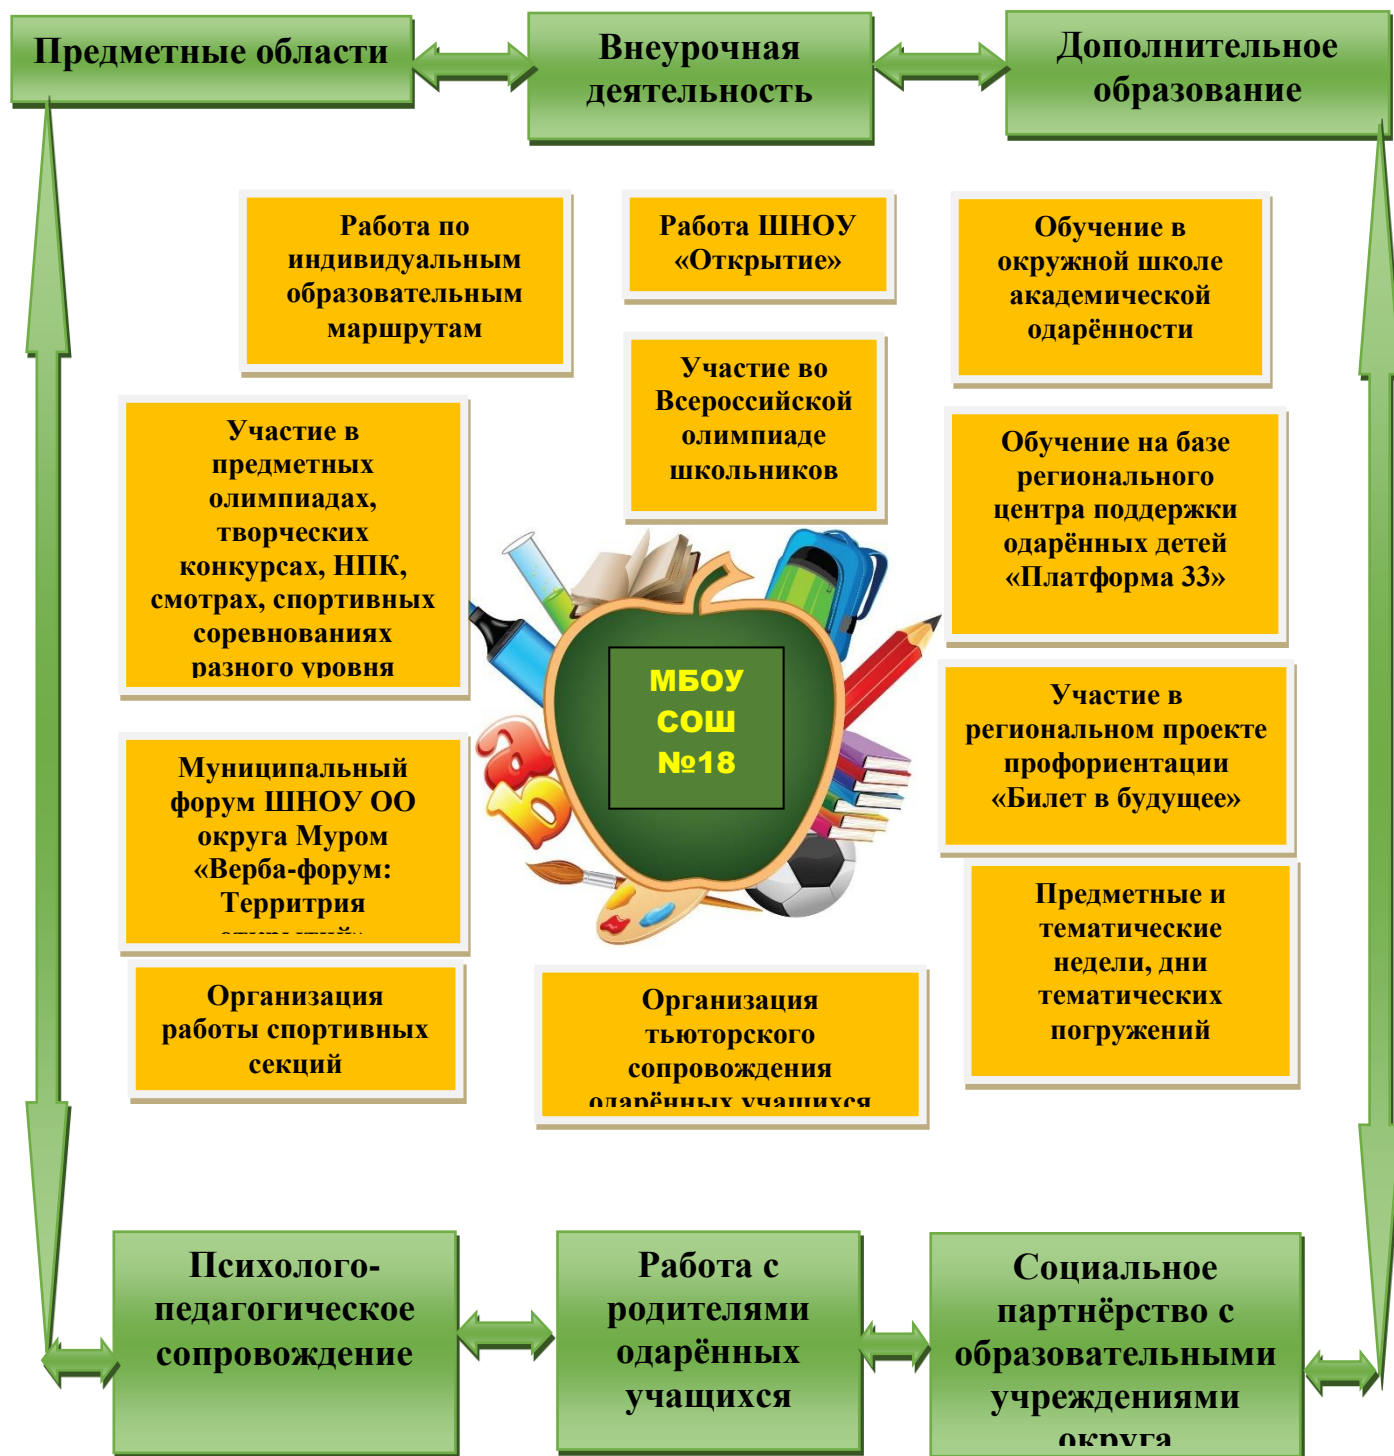 Предметные области
Внеурочная
деятельность
Дополнительное
образование
Работа по
индивидуальным
образовательным
маршрутам
Работа ШНОУ
«Открытие»
Обучение в
окружной школе
академической
одарённости
Участие во
Всероссийской
олимпиаде
школьников
Участие в
предметных
олимпиадах,
творческих
конкурсах, НПК,
смотрах, спортивных
соревнованиях
разного уровня
Обучение на базе
регионального
центра поддержки
одарённых детей
«Платформа 33»
МБОУ
СОШ
№18
а
Ь
Участие в
региональном проекте
профориентации
«Билет в будущее»
Муниципальный
форум ШНОУ ОО
округа Муром
«Верба-форум:
Территрия
Предметные и
тематические
недели, дни
тематических
погружений
Организация
работы спортивных
секций
Организация
тьюторского
сопровождения
одарённых учащихся
Психолого-
педагогическое
сопровождение
Работа с
родителями
одарённых
учащихся
Социальное
партнёрство с
образовательными
учреждениями
округа